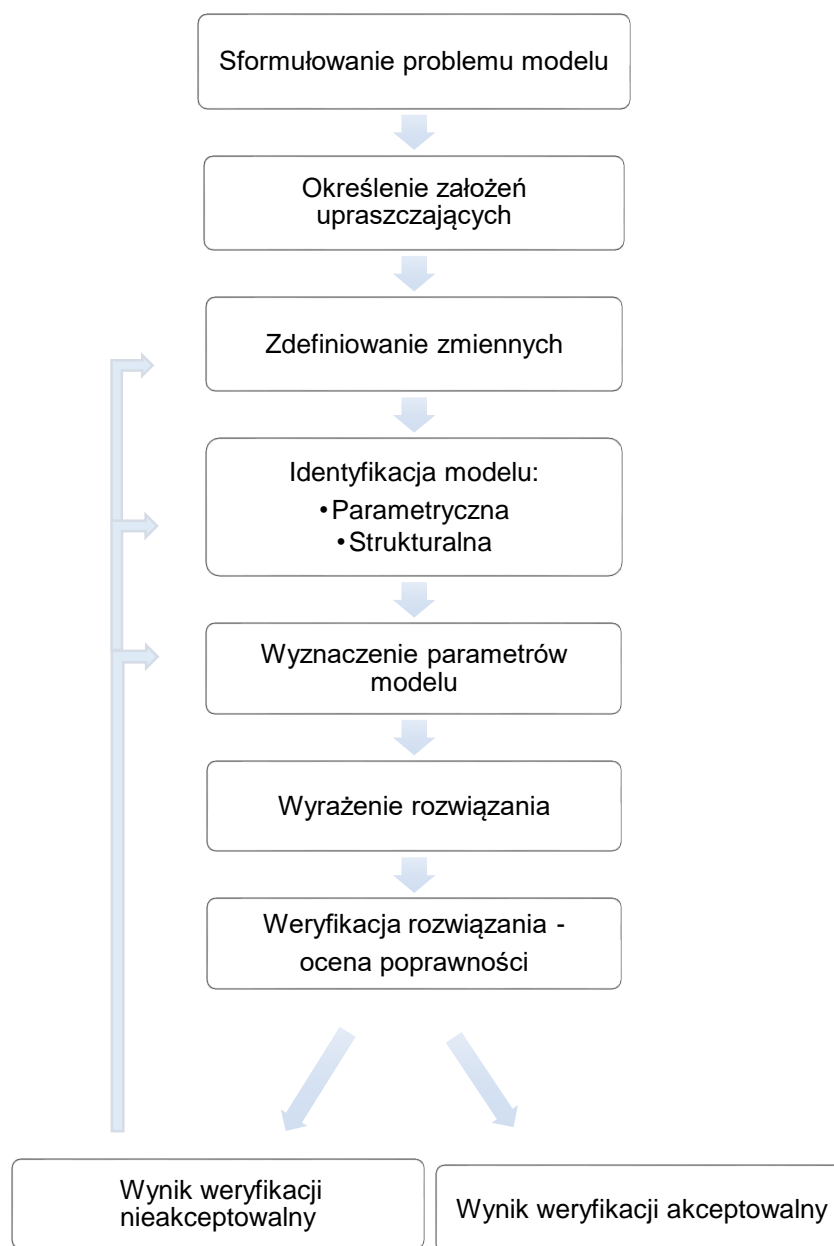 Sformułowanie problemu modelu
Określenie założeń
upraszczających
Zdefiniowanie zmiennych
Identyfikacja modelu:
•Parametryczna
•Strukturalna
Wyznaczenie parametrów
modelu
Wyrażenie rozwiązania
Weryfikacja rozwiązania -
ocena poprawności
Wynik weryfikacji
nieakceptowalny
Wynik weryfikacji akceptowalny